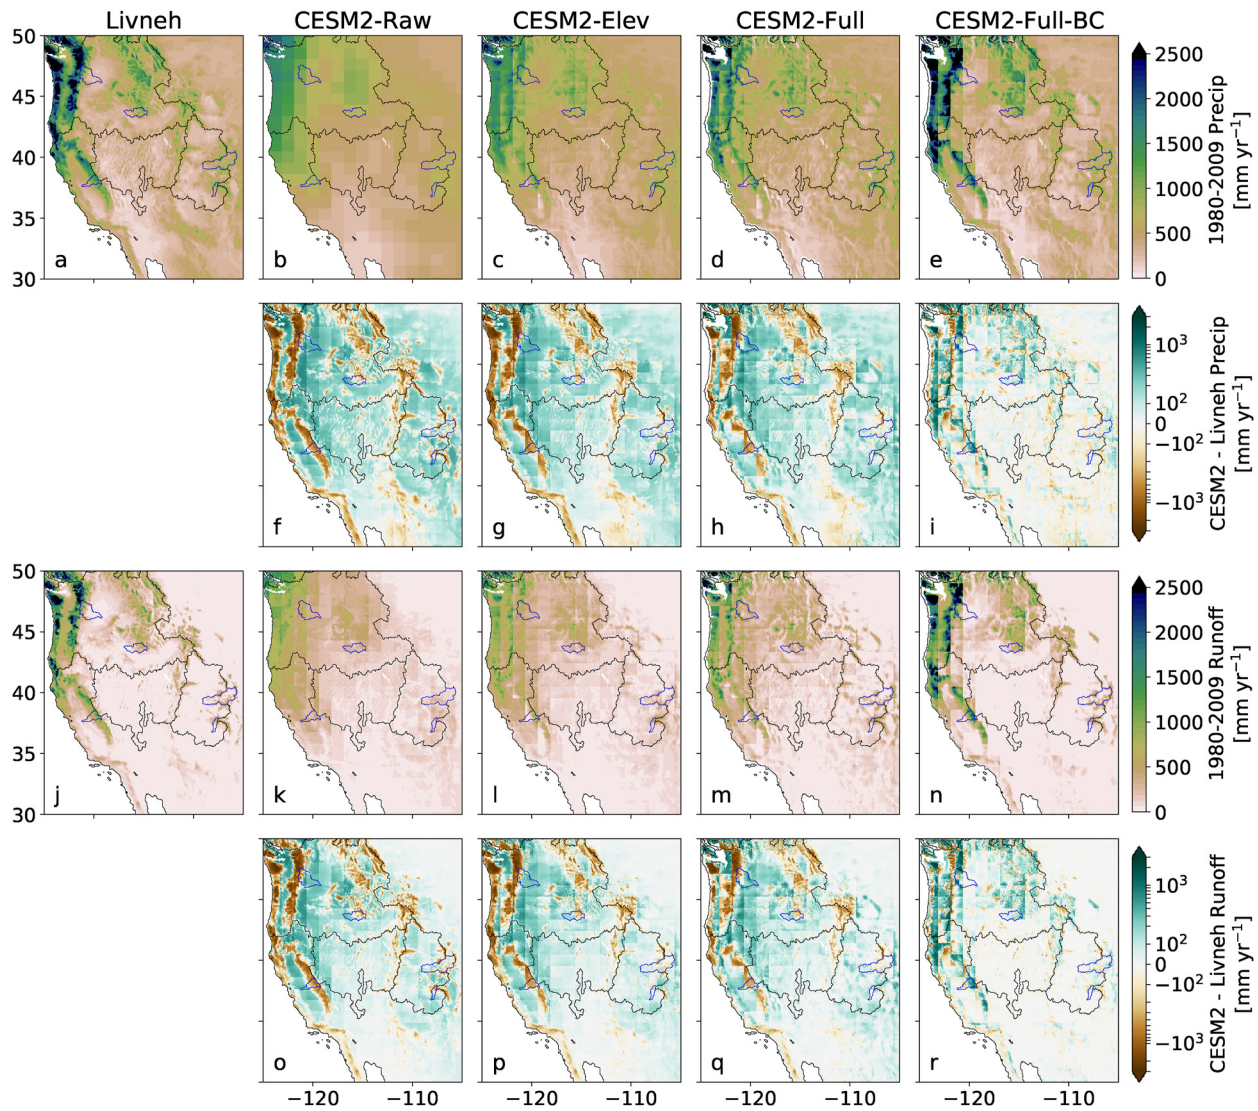 Livneh CESM2-Raw CESM2-Elev CESM2-Full CESM2-Full-BC
50
45
40
35
30
a b c d e
2500
2000
1500
1000
500
0
1980-2009 Precip
[mm yr⁻¹]
f g h i
10³
10²
0
−10²
−10³
CESM2 - Livneh Precip
[mm yr⁻¹]
50
45
40
35
30
j k l m n
2500
2000
1500
1000
500
0
1980-2009 Runoff
[mm yr⁻¹]
o p q r
10³
10²
0
−10²
−10³
CESM2 - Livneh Runoff
[mm yr⁻¹]
−120 −110 −120 −110 −120 −110 −120 −110